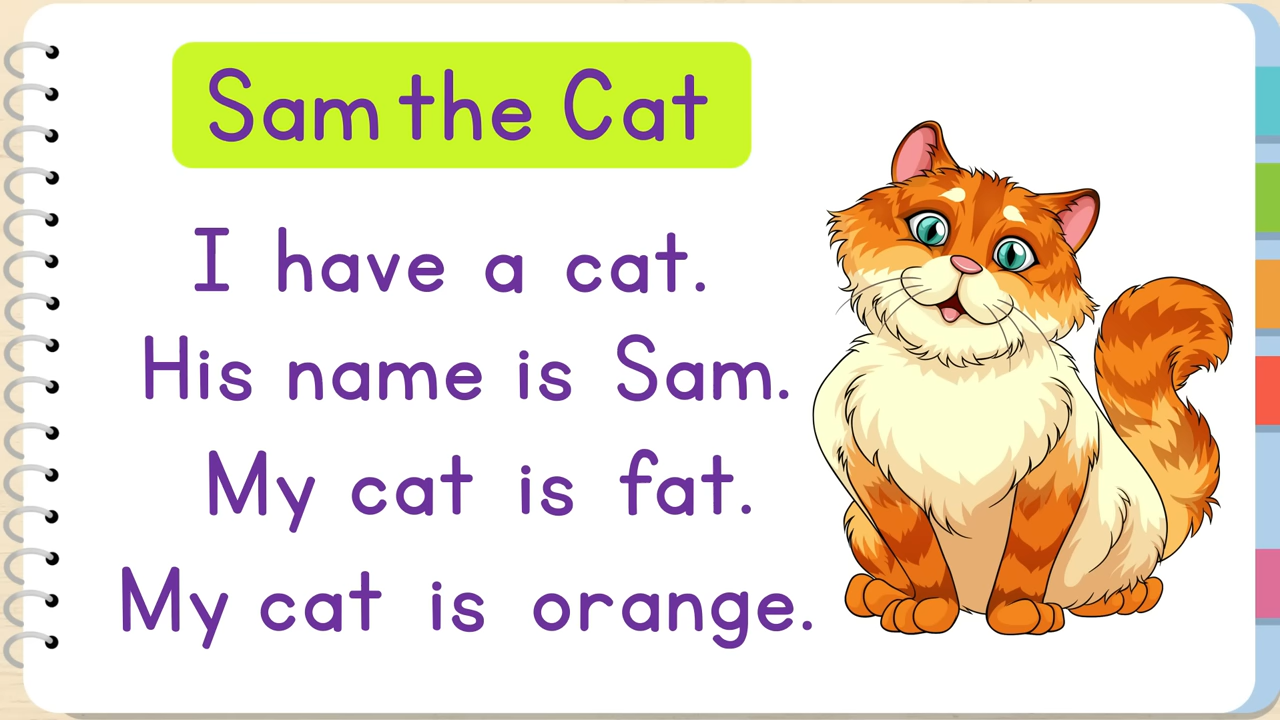 Sam the Cat
I have a cat.
His name is Sam.
My cat is fat.
My cat is orange.